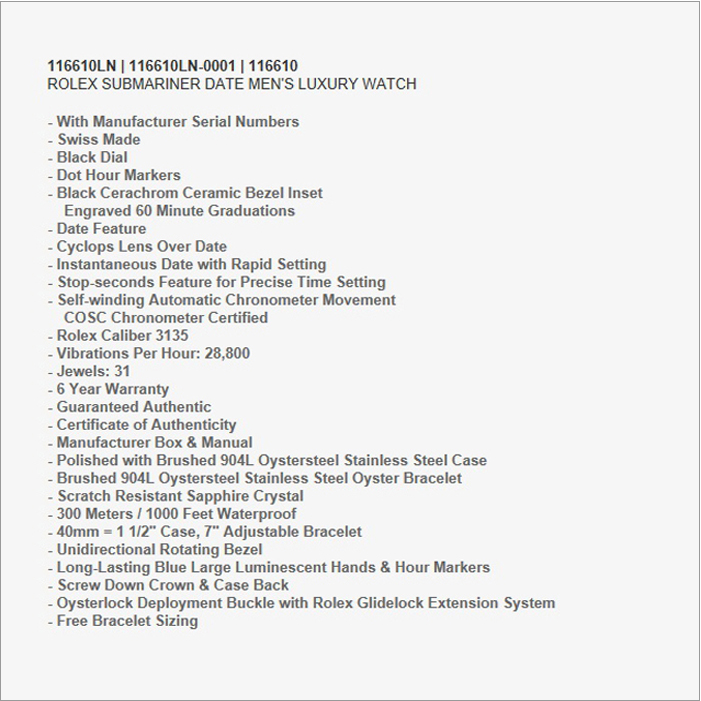 116610LN | 116610LN-0001 | 116610
ROLEX SUBMARINER DATE MEN'S LUXURY WATCH
- With Manufacturer Serial Numbers
- Swiss Made
- Black Dial
- Dot Hour Markers
- Black Cerachrom Ceramic Bezel Inset
Engraved 60 Minute Graduations
- Date Feature
- Cyclops Lens Over Date
- Instantaneous Date with Rapid Setting
- Stop-seconds Feature for Precise Time Setting
- Self-winding Automatic Chronometer Movement
COSC Chronometer Certified
- Rolex Caliber 3135
- Vibrations Per Hour: 28,800
- Jewels: 31
- 6 Year Warranty
- Guaranteed Authentic
- Certificate of Authenticity
- Manufacturer Box & Manual
- Polished with Brushed 904L Oystersteel Stainless Steel Case
- Brushed 904L Oystersteel Stainless Steel Oyster Bracelet
- Scratch Resistant Sapphire Crystal
- 300 Meters / 1000 Feet Waterproof
- 40mm = 1 1/2" Case, 7" Adjustable Bracelet
- Unidirectional Rotating Bezel
- Long-Lasting Blue Large Luminescent Hands & Hour Markers
- Screw Down Crown & Case Back
- Oysterlock Deployment Buckle with Rolex Glidelock Extension System
- Free Bracelet Sizing